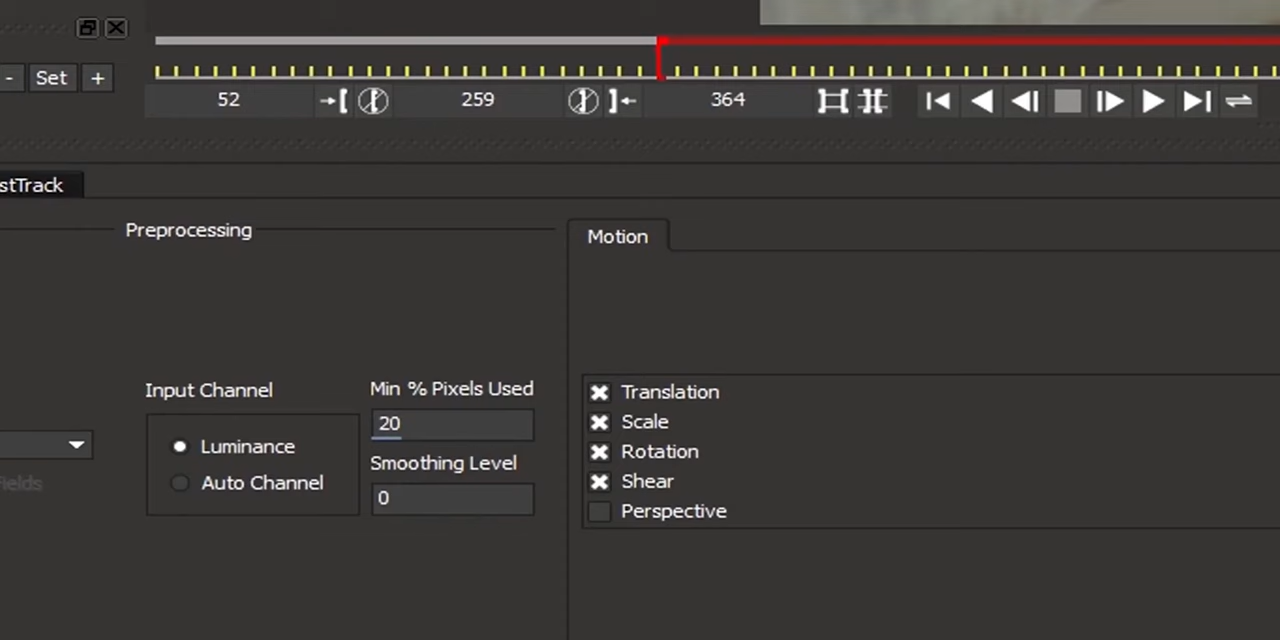 - Set +
52 259 364
stTrack
Preprocessing
Motion
Input Channel
Min % Pixels Used
20
Luminance
Auto Channel
Smoothing Level
0
ields
Translation
Scale
Rotation
Shear
Perspective